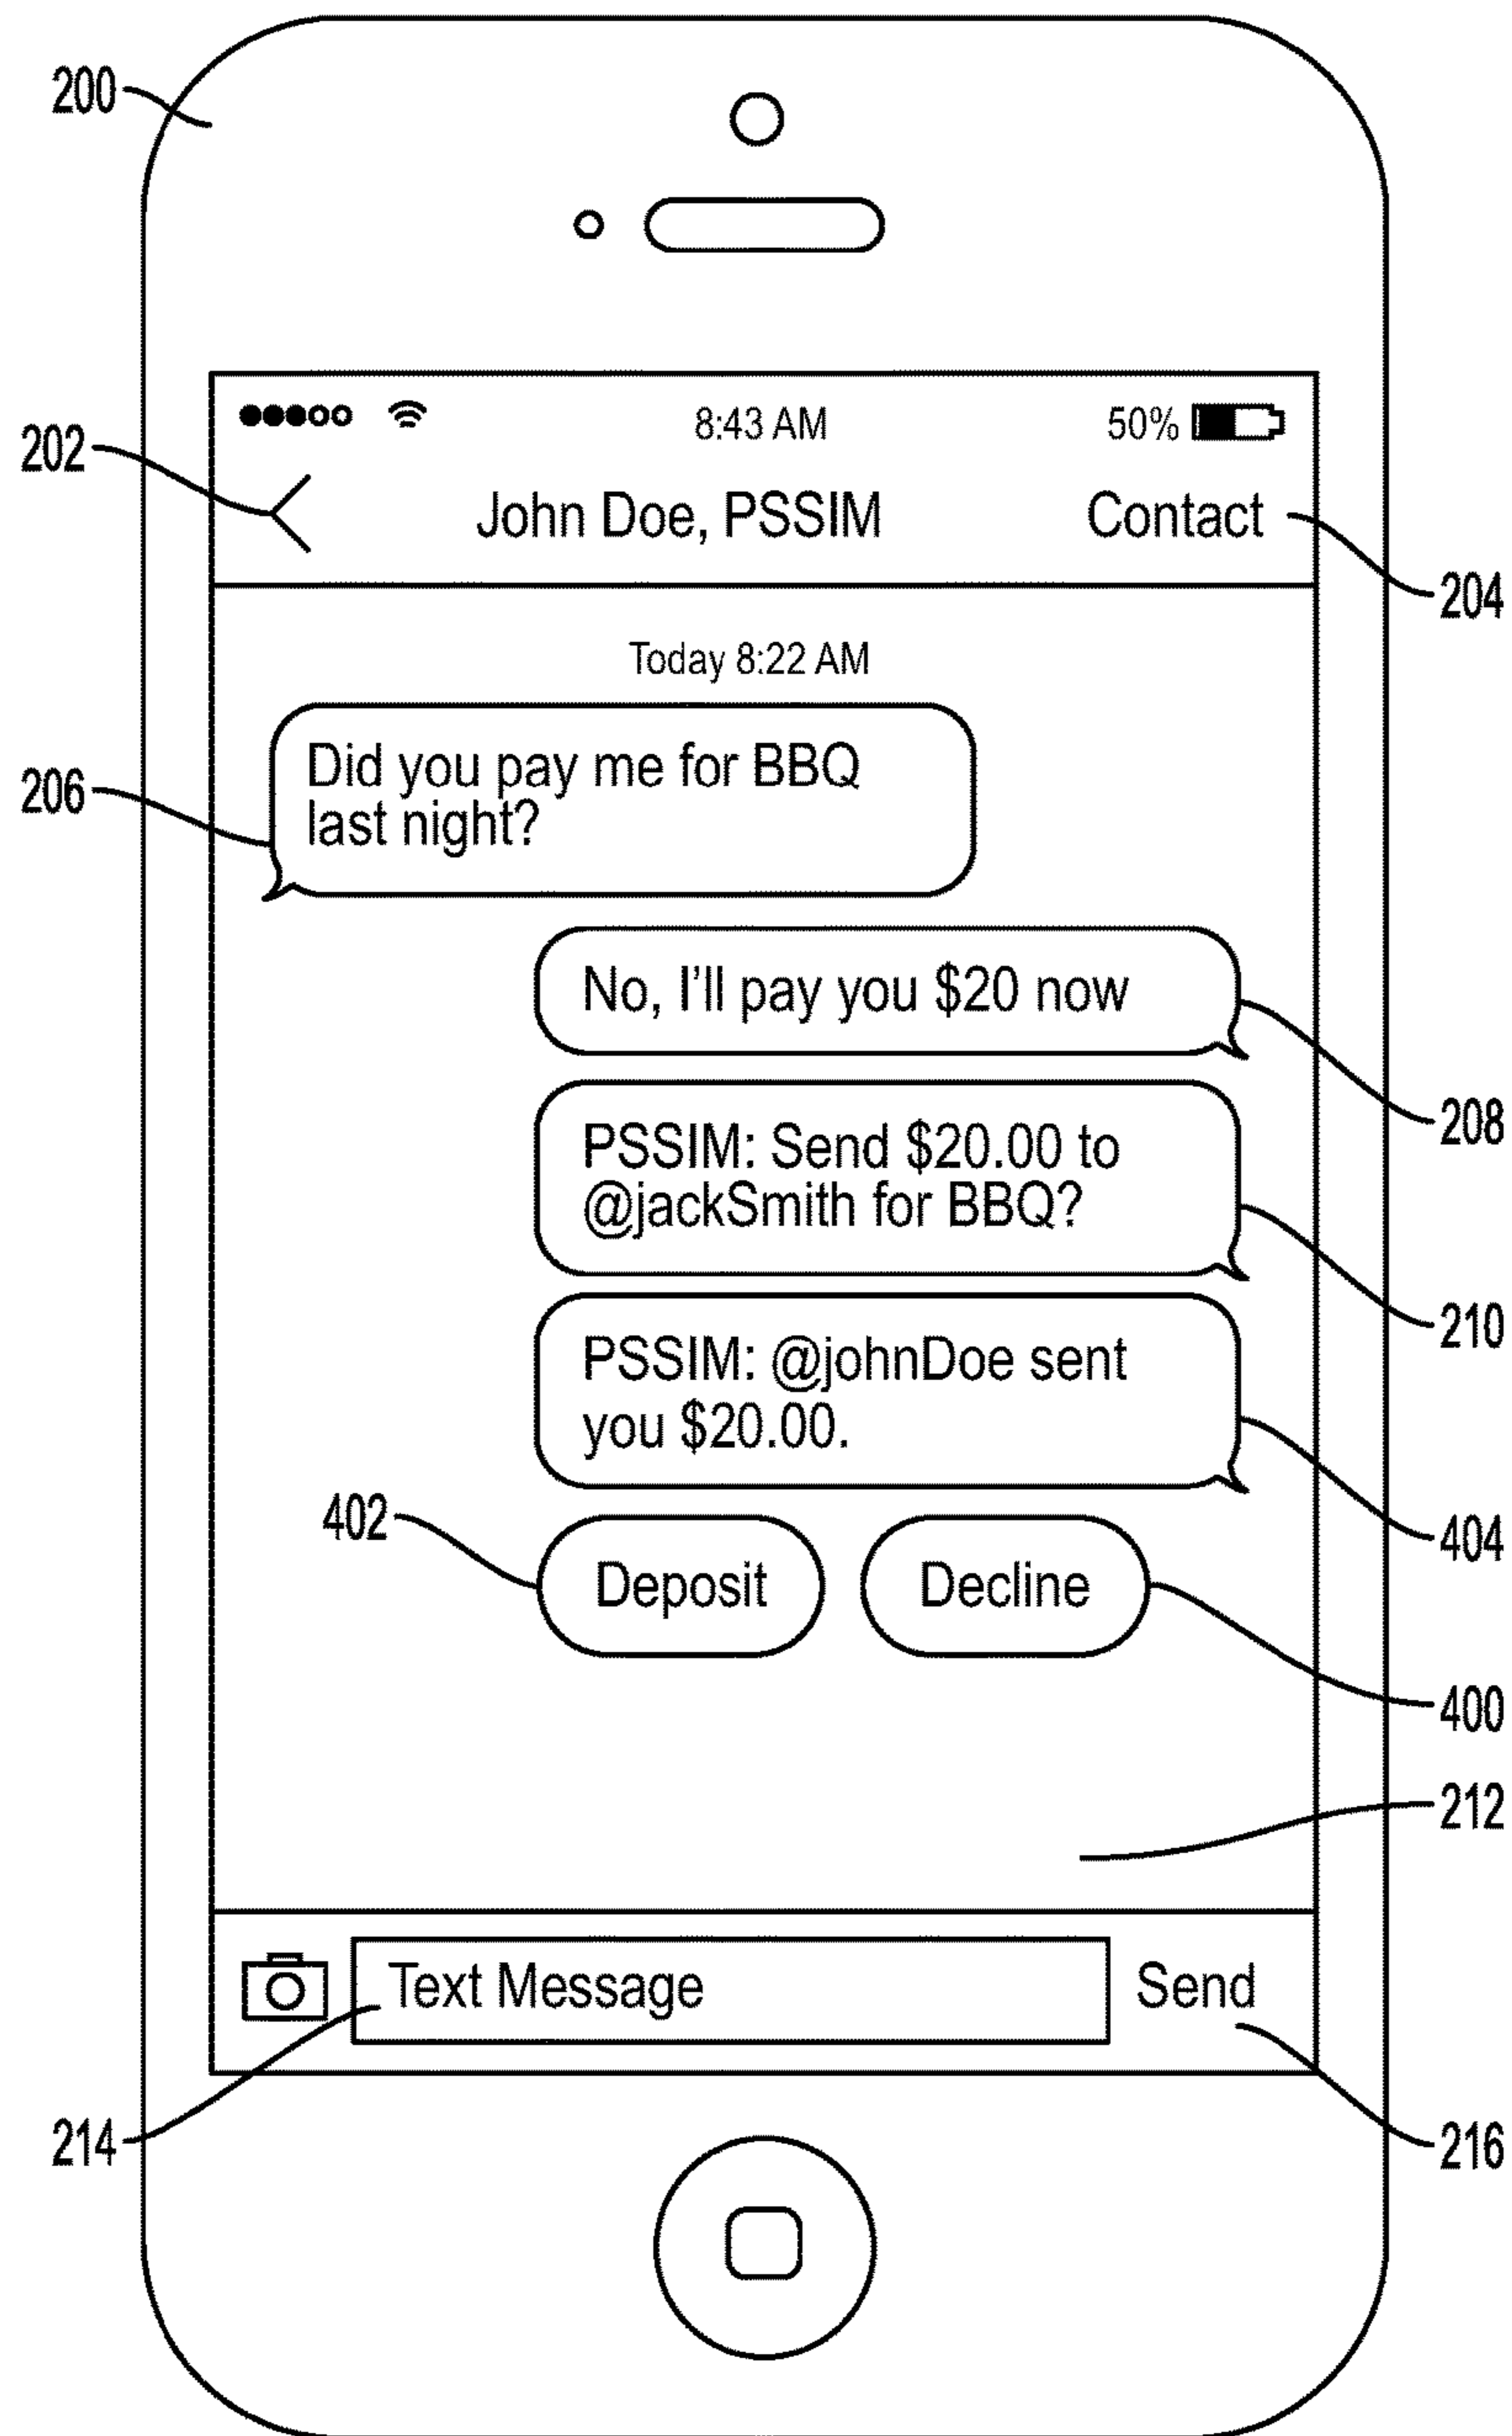 200
8:43 AM 50%
202
John Doe, PSSIM Contact
204
Today 8:22 AM
Did you pay me for BBQ
last night?
206
No, I'll pay you $20 now
208
PSSIM: Send $20.00 to
@jackSmith for BBQ?
210
PSSIM: @johnDoe sent
you $20.00.
404
402
Deposit Decline
400
212
Text Message Send
214
216